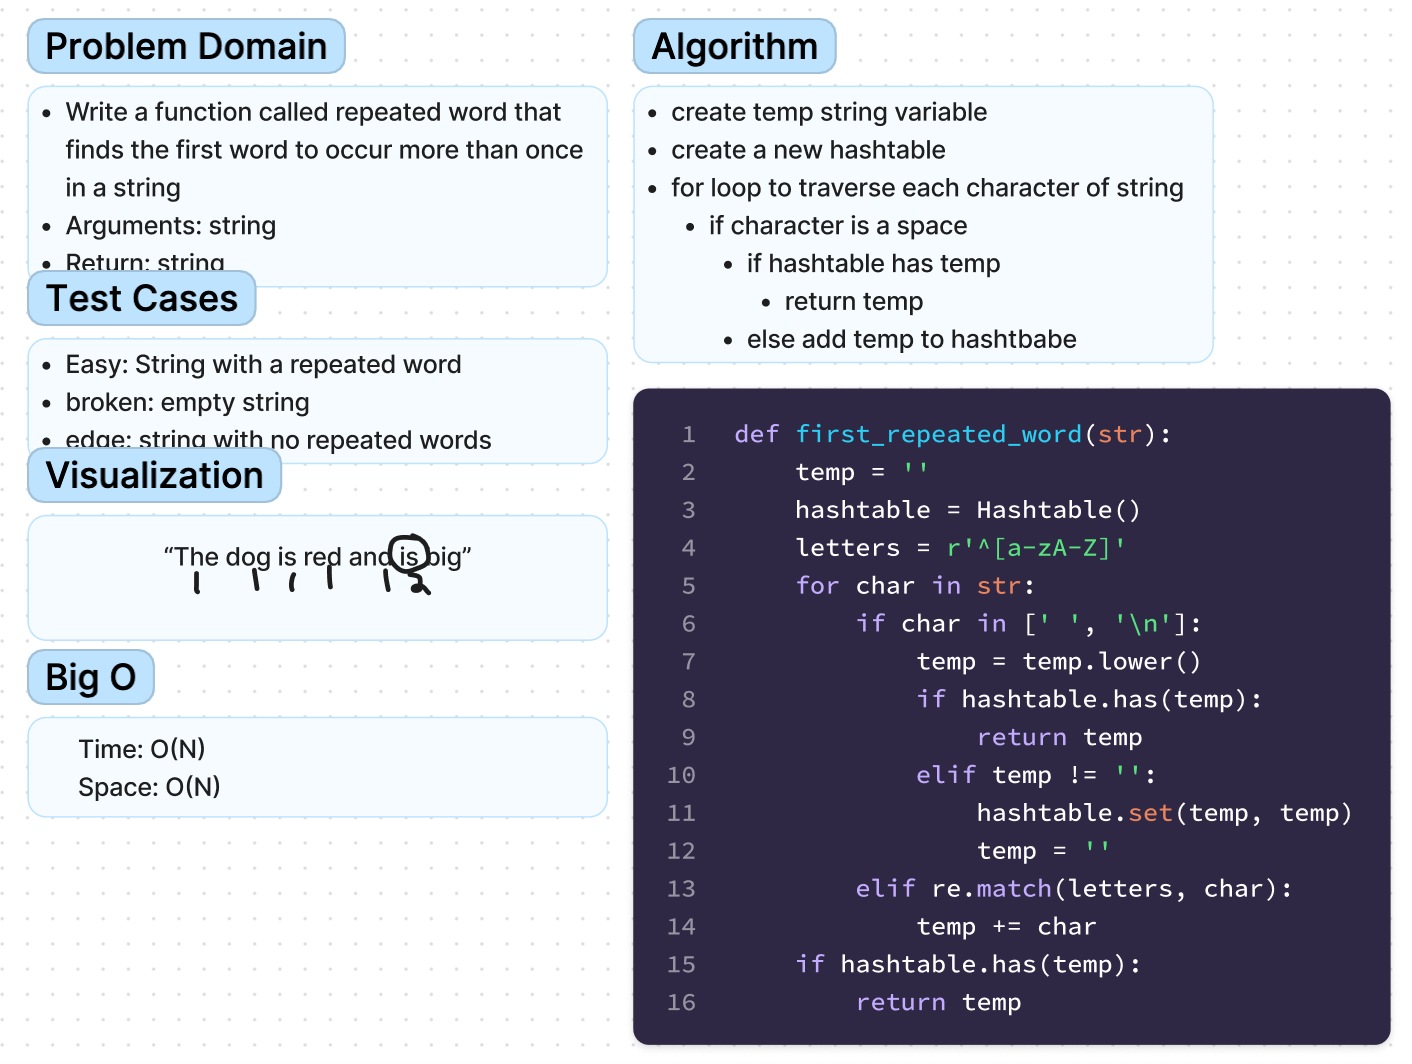 Problem Domain
• Write a function called repeated word that
finds the first word to occur more than once
in a string
• Arguments: string
• Return: string
Test Cases
• Easy: String with a repeated word
• broken: empty string
• edge: string with no repeated words
Visualization
“The dog is red and is big”
1 1 1 1 1 2
Big O
Time: O(N)
Space: O(N)
Algorithm
• create temp string variable
• create a new hashtable
• for loop to traverse each character of string
• if character is a space
• if hashtable has temp
• return temp
• else add temp to hashtbabe
1 def first_repeated_word(str):
2     temp = ''
3     hashtable = Hashtable()
4     letters = r'^[a-zA-Z]'
5     for char in str:
6         if char in [' ', '\n']:
7             temp = temp.lower()
8             if hashtable.has(temp):
9                 return temp
10             elif temp != '':
11                 hashtable.set(temp, temp)
12                 temp = ''
13         elif re.match(letters, char):
14             temp += char
15     if hashtable.has(temp):
16         return temp